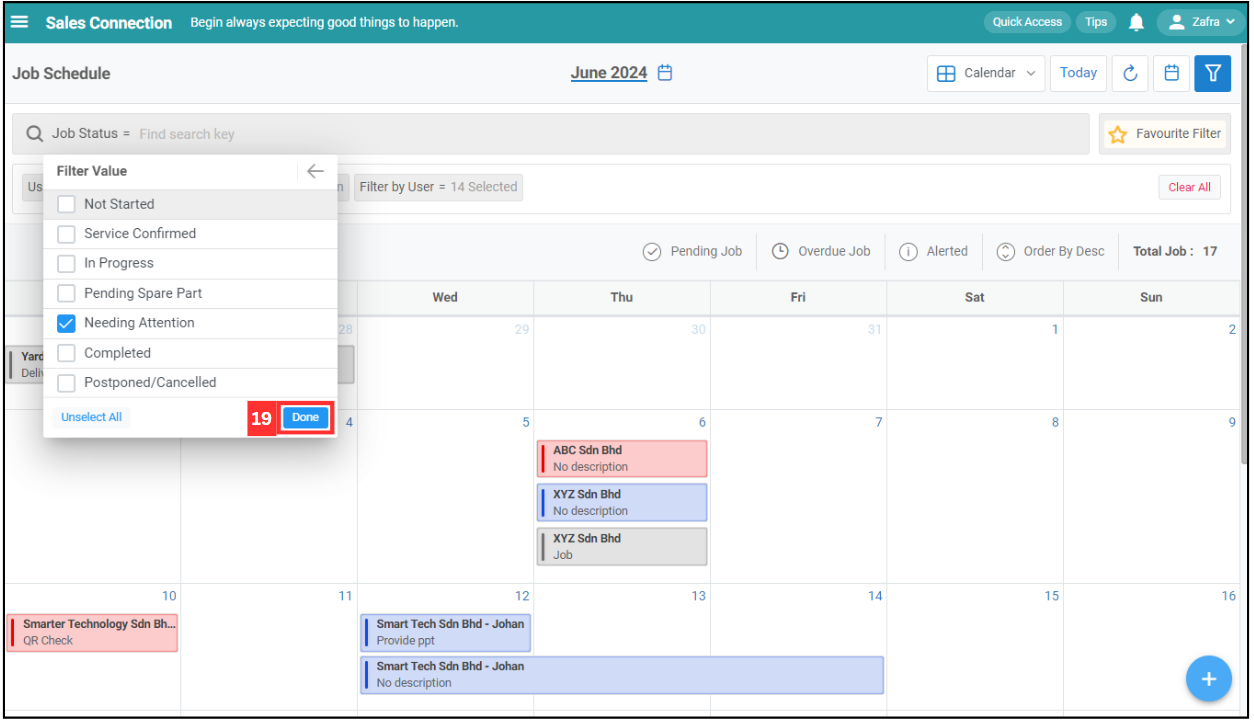 Sales Connection Begin always expecting good things to happen. Quick Access Tips Zafra
Job Schedule June 2024 Calendar Today
Job Status = Find search key Favourite Filter
Filter Value
Us n Filter by User = 14 Selected Clear All
Not Started
Service Confirmed
Pending Job Overdue Job Alerted Order By Desc Total Job : 17
In Progress
Pending Spare Part
Wed Thu Fri Sat Sun
Needing Attention
28 29 30 31 1 2
Completed
Yard
Deliv
Postponed/Cancelled
Unselect All 19 Done
4 5 6 7 8 9
ABC Sdn Bhd
No description
XYZ Sdn Bhd
No description
XYZ Sdn Bhd
Job
10 11 12 13 14 15 16
Smarter Technology Sdn Bh... Smart Tech Sdn Bhd - Johan
QR Check Provide ppt
Smart Tech Sdn Bhd - Johan
No description